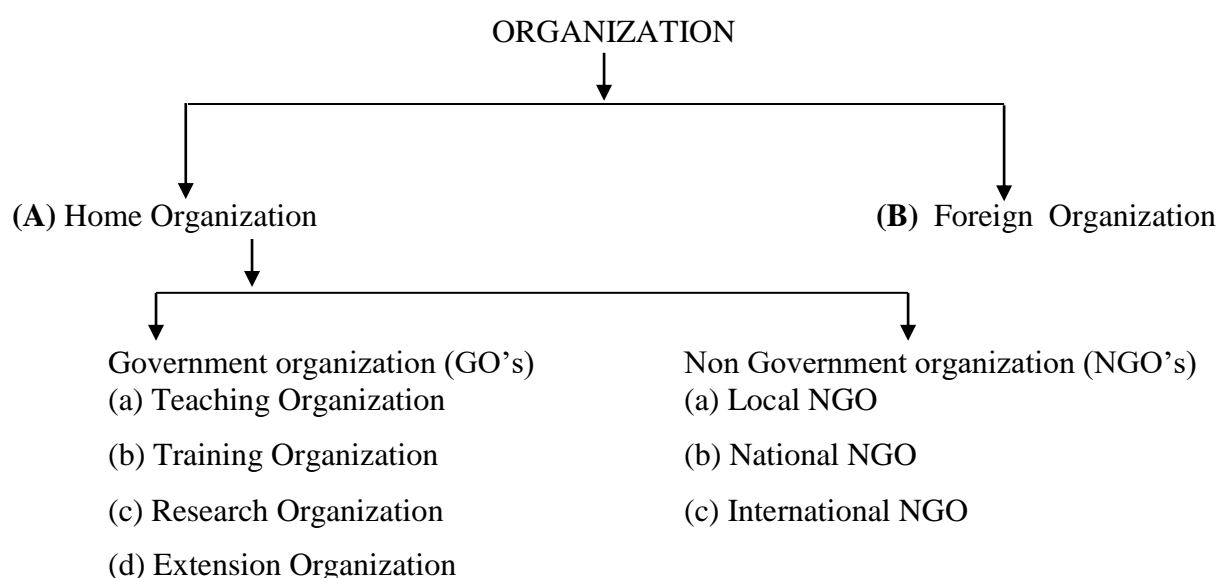 ORGANIZATION
(A) Home Organization
(B) Foreign Organization
Government organization (GO’s)
(a) Teaching Organization
(b) Training Organization
(c) Research Organization
(d) Extension Organization
Non Government organization (NGO’s)
(a) Local NGO
(b) National NGO
(c) International NGO